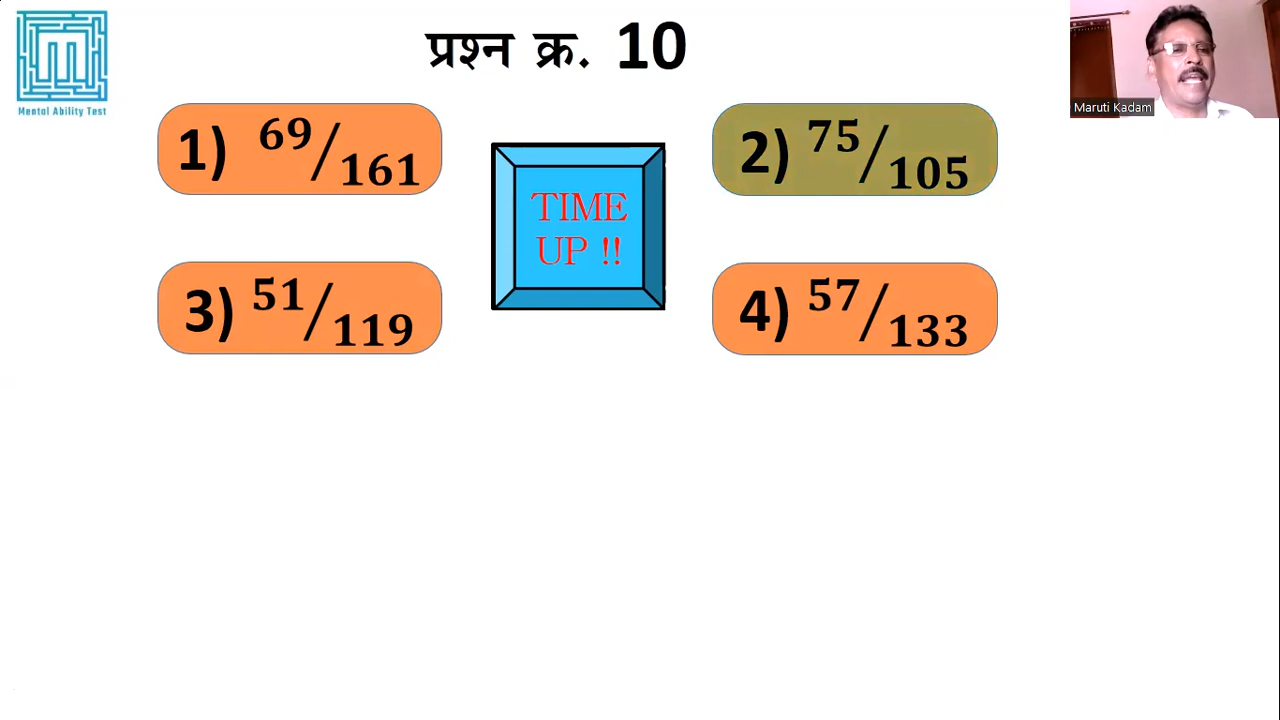 Mental Ability Test
प्रश्न क्र. 10
Maruti Kadam
1) 69/161
2) 75/105
TIME
UP !!
3) 51/119
4) 57/133